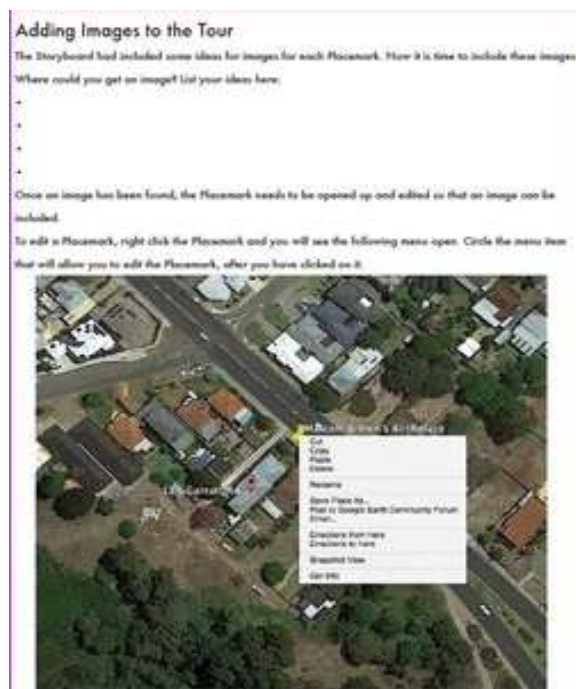 Adding Images to the Tour
The Storyboard had included some ideas for images for each Placemark. Now it is time to include these images
Where could you get an image? List your ideas here:
•
•
•
•
Once an image has been found, the Placemark needs to be opened up and edited so that an image can be
included.
To edit a Placemark, right click the Placemark and you will see the following menu open. Circle the menu item
that will allow you to edit the Placemark, after you have clicked on it
Birthplace
Cut
Copy
Paste
Delete
Rename
Save Place As...
Post to Google Earth Community Forum
Email...
Directions from here
Directions to here
Snapshot View
Get Info